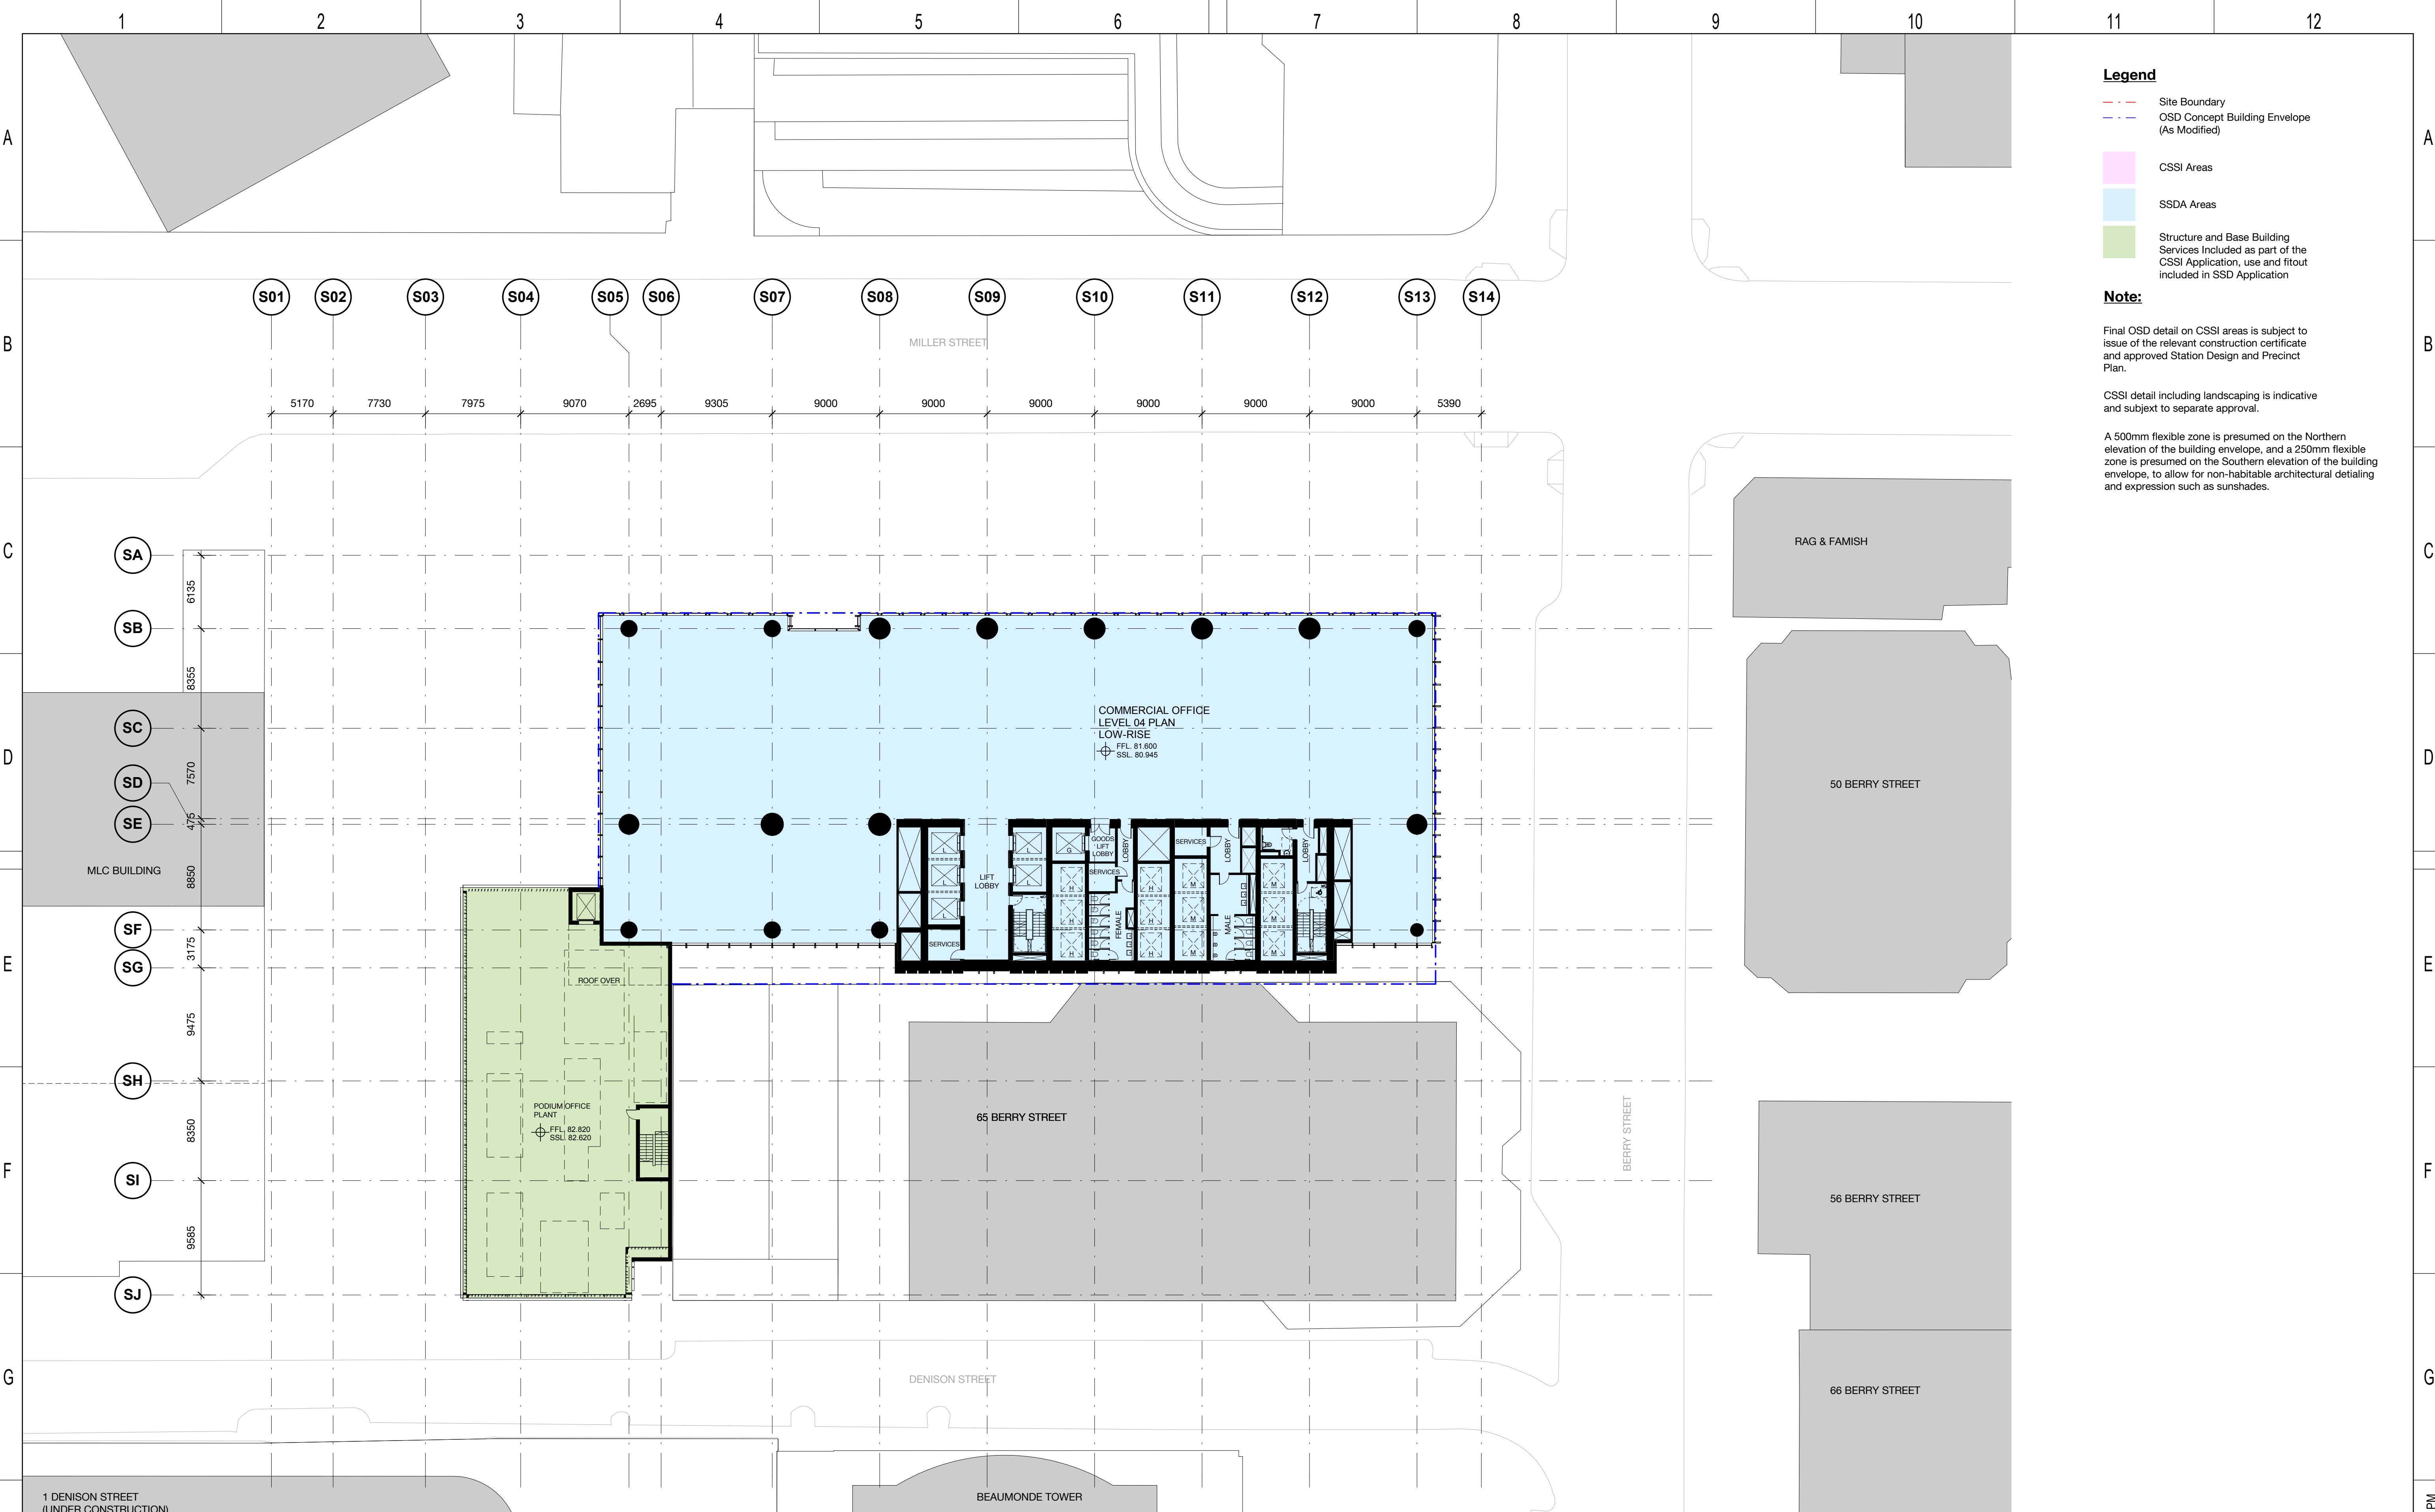 1 2 3 4 5 6 7 8 9 10 11 12
A
B
C
D
E
F
G
A
B
C
D
E
F
G
Legend
Site Boundary
OSD Concept Building Envelope
(As Modified)
CSSI Areas
SSDA Areas
Structure and Base Building
Services Included as part of the
CSSI Application, use and fitout
included in SSD Application
Note:
Final OSD detail on CSSI areas is subject to
issue of the relevant construction certificate
and approved Station Design and Precinct
Plan.
CSSI detail including landscaping is indicative
and subjext to separate approval.
A 500mm flexible zone is presumed on the Northern
elevation of the building envelope, and a 250mm flexible
zone is presumed on the Southern elevation of the building
envelope, to allow for non-habitable architectural detialing
and expression such as sunshades.
S01 S02 S03 S04 S05 S06 S07 S08 S09 S10 S11 S12 S13 S14
MILLER STREET
5170 7730 7975 9070 2695 9305 9000 9000 9000 9000 9000 9000 5390
SA
SB
SC
SD
SE
SF
SG
SH
SI
SJ
6135
8355
7570
475
8850
3175
9475
8350
9585
MLC BUILDING
RAG & FAMISH
50 BERRY STREET
COMMERCIAL OFFICE
LEVEL 04 PLAN
LOW-RISE
FFL. 81.600
SSL. 80.945
L
L
L
L
L
G
GOODS
LIFT
LOBBY
LOBBY
SERVICES
LOBBY
LOBBY
SERVICES
LIFT
LOBBY
SERVICES
H
H
H
FEMALE
H
H
H
M
M
M
MALE
M
M
M
ROOF OVER
PODIUM OFFICE
PLANT
FFL. 82.820
SSL. 82.620
65 BERRY STREET
BERRY STREET
56 BERRY STREET
66 BERRY STREET
DENISON STREET
1 DENISON STREET
(UNDER CONSTRUCTION)
BEAUMONDE TOWER
PM